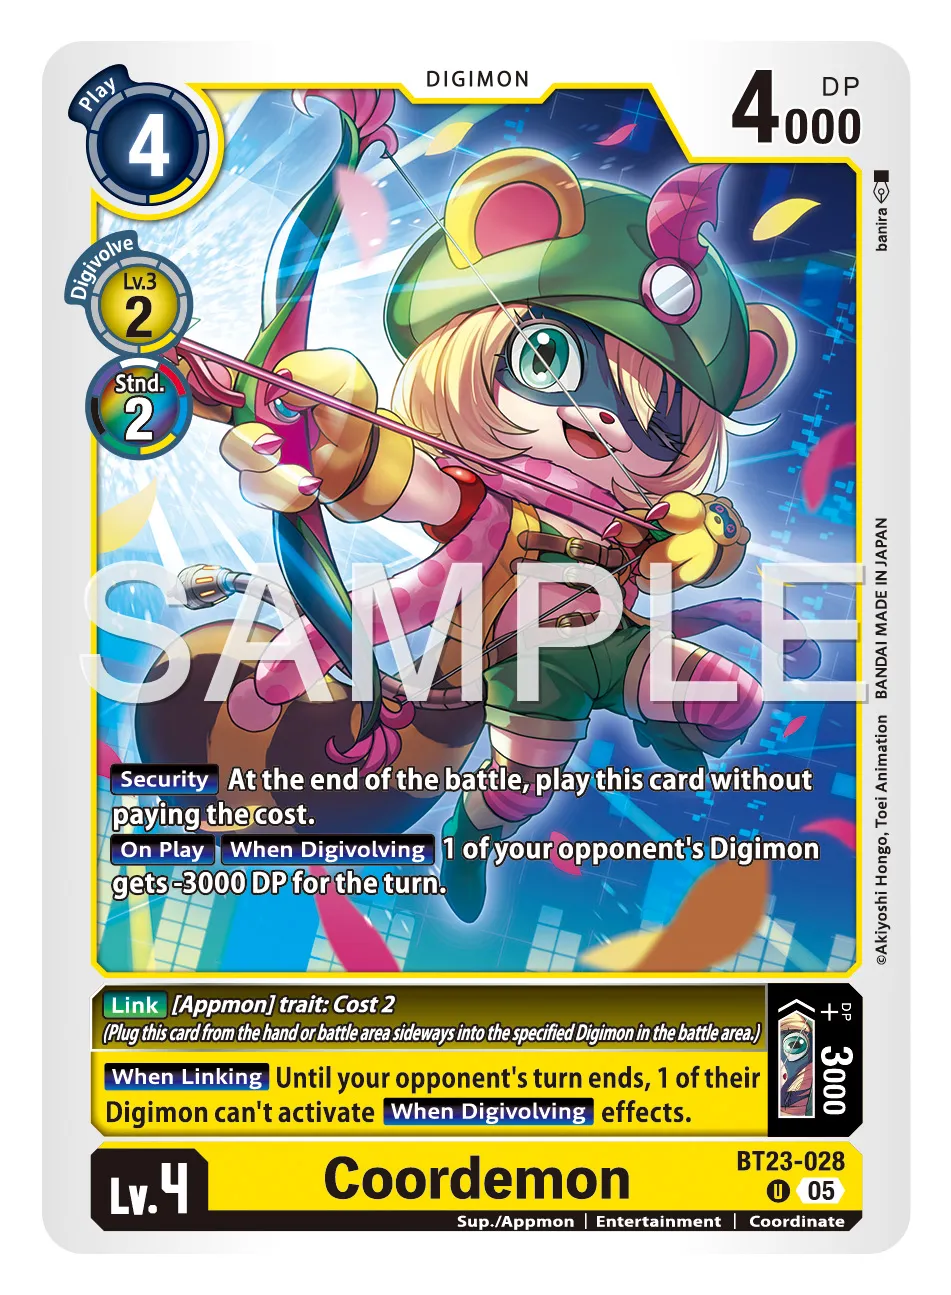 DIGIMON
Play
4
DP
4000
Digivolve
Lv.3
2
Stnd.
2
banira
SAMPLE
BANDAI MADE IN JAPAN
©Akiyoshi Hongo, Toei Animation
Security At the end of the battle, play this card without
paying the cost.
On Play When Digivolving 1 of your opponent's Digimon
gets -3000 DP for the turn.
Link [Appmon] trait: Cost 2
(Plug this card from the hand or battle area sideways into the specified Digimon in the battle area.)
DP
+3000
When Linking Until your opponent's turn ends, 1 of their
Digimon can't activate When Digivolving effects.
Lv.4
Coordemon
BT23-028
U 05
Sup./Appmon | Entertainment | Coordinate